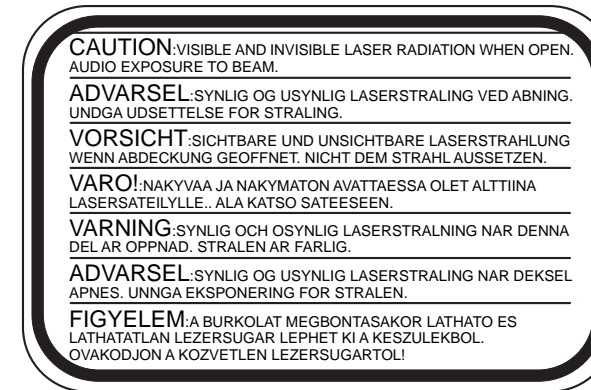 CAUTION:VISIBLE AND INVISIBLE LASER RADIATION WHEN OPEN.
AUDIO EXPOSURE TO BEAM.
ADVARSEL:SYNLIG OG USYNLIG LASERSTRALING VED ABNING.
UNDGA UDSETTELSE FOR STRALING.
VORSICHT:SICHTBARE UND UNSICHTBARE LASERSTRAHLUNG
WENN ABDECKUNG GEOFFNET. NICHT DEM STRAHL AUSSETZEN.
VARO!:NAKYVAA JA NAKYMATON AVATTAESSA OLET ALTTIINA
LASERSATEILYLLE.. ALA KATSO SATEESEEN.
VARNING:SYNLIG OCH OSYNLIG LASERSTRALNING NAR DENNA
DEL AR OPPNAD. STRALEN AR FARLIG.
ADVARSEL:SYNLIG OG USYNLIG LASERSTRALING NAR DEKSEL
APNES. UNNGA EKSPONERING FOR STRALEN.
FIGYELEM:A BURKOLAT MEGBONTASAKOR LATHATO ES
LATHATATLAN LEZERSUGAR LEPHET KI A KESZULEKBOL.
OVAKODJON A KOZVETLEN LEZERSUGARTOL!